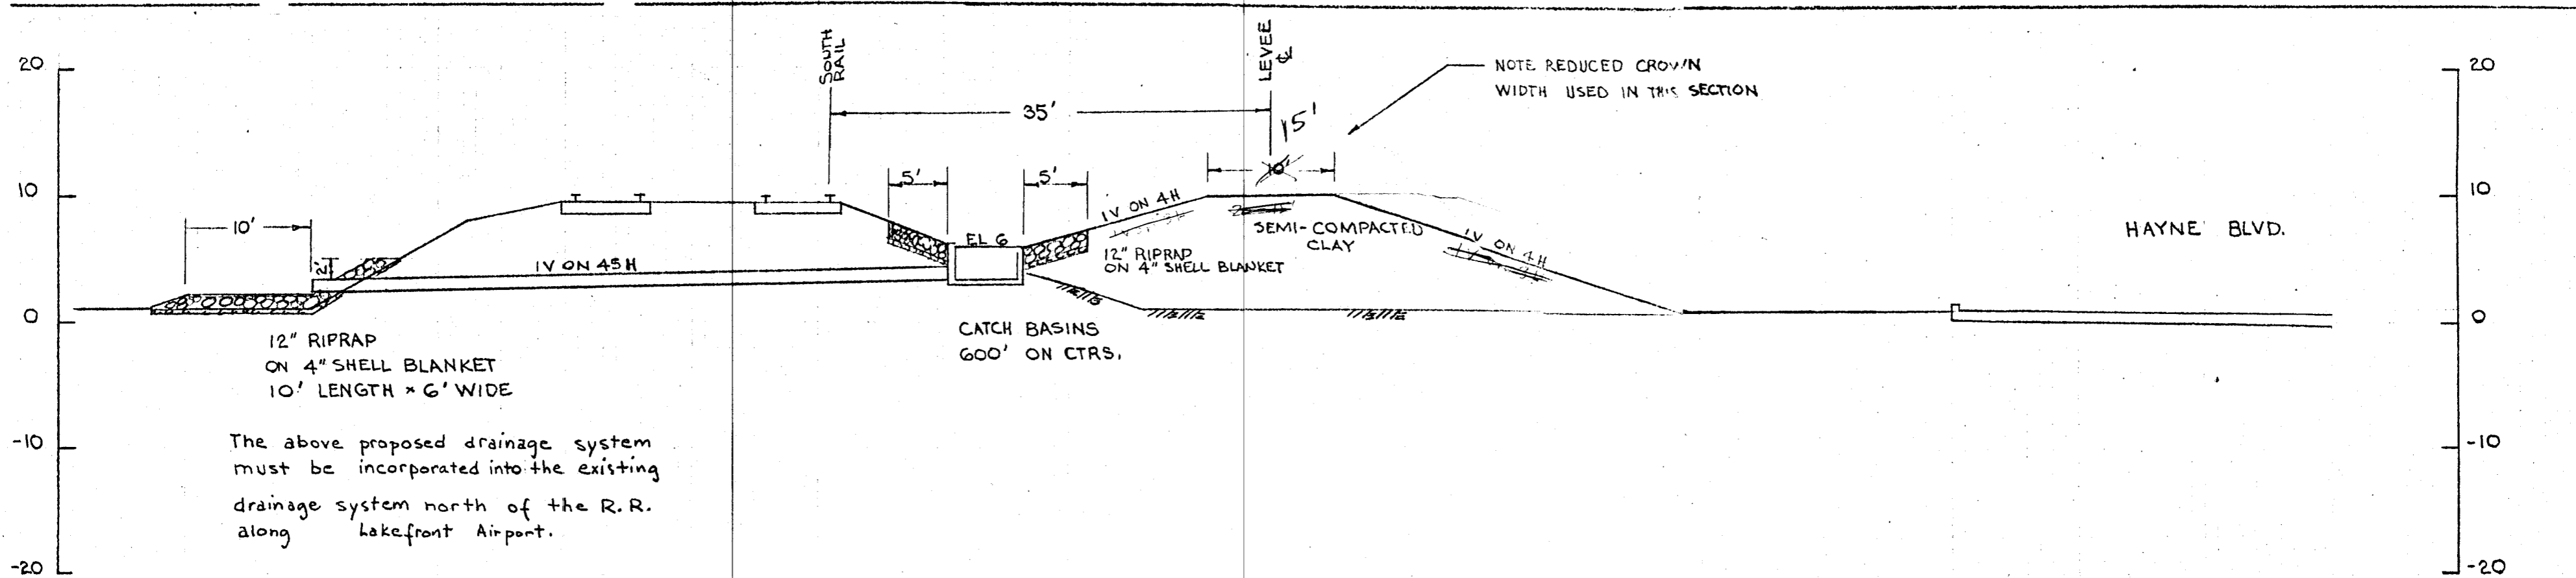 SOUTH
RAIL
LEVEE
℄
20
20
NOTE REDUCED CROWN
WIDTH USED IN THIS SECTION
35'
15'
10'
10
10
5'
5'
1V ON 4H
1V ON 4H
SEMI-COMPACTED
CLAY
HAYNE BLVD.
10'
2'
1V ON 45H
EL 6
12" RIPRAP
ON 4" SHELL BLANKET
0
0
12" RIPRAP
ON 4" SHELL BLANKET
10' LENGTH × 6' WIDE
CATCH BASINS
600' ON CTRS.
-10
-10
The above proposed drainage system
must be incorporated into the existing
drainage system north of the R.R.
along Lakefront Airport.
-20
-20